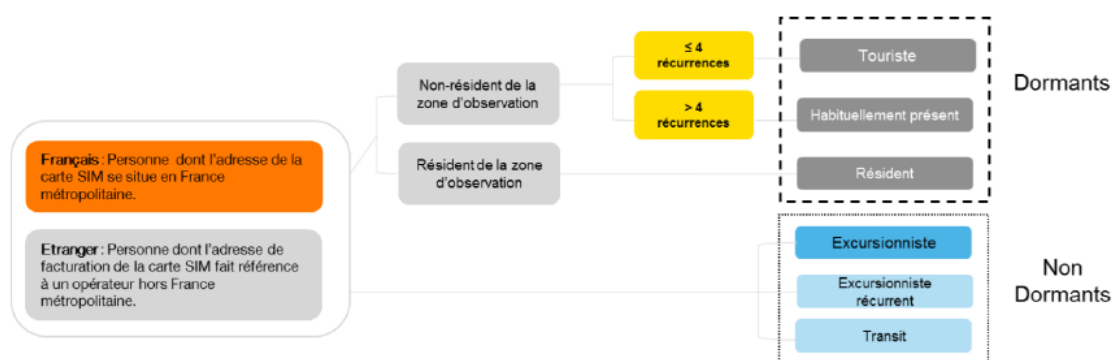 Français : Personne dont l'adresse de la
carte SIM se situe en France
métropolitaine.
Etranger : Personne dont l'adresse de
facturation de la carte SIM fait référence
à un opérateur hors France
métropolitaine.
Non-résident de la
zone d'observation
Résident de la zone
d'observation
≤ 4
récurrences
> 4
récurrences
Touriste
Habituellement présent
Résident
Dormants
Excursionniste
Excursionniste
récurrent
Transit
Non
Dormants